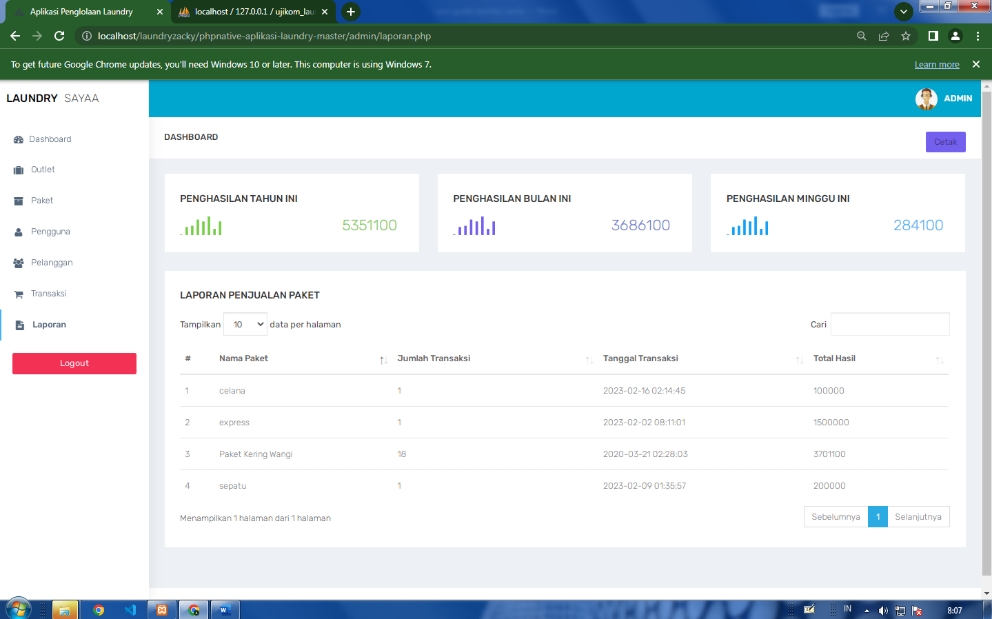 Aplikasi Penglolaan Laundry
localhost / 127.0.0.1 / ujikom_lau
localhost/laundryzacky/phpnative-aplikasi-laundry-master/admin/laporan.php
To get future Google Chrome updates, you'll need Windows 10 or later. This computer is using Windows 7.
Learn more
LAUNDRY SAYAA
ADMIN
Dashboard
Outlet
Paket
Pengguna
Pelanggan
Transaksi
Laporan
Logout
DASHBOARD
Cetak
PENGHASILAN TAHUN INI
5351100
PENGHASILAN BULAN INI
3686100
PENGHASILAN MINGGU INI
284100
LAPORAN PENJUALAN PAKET
Tampilkan 10 data per halaman
Cari
# Nama Paket Jumlah Transaksi Tanggal Transaksi Total Hasil
1 celana 1 2023-02-16 02:14:45 100000
2 express 1 2023-02-02 08:11:01 1500000
3 Paket Kering Wangi 18 2020-03-21 02:28:03 3701100
4 sepatu 1 2023-02-09 01:35:57 200000
Menampilkan 1 halaman dari 1 halaman
Sebelumnya 1 Selanjutnya
IN
8:07